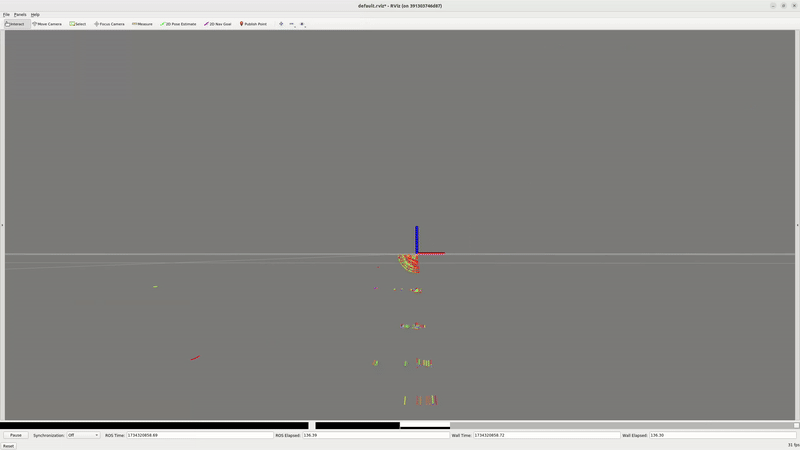 default.rviz* - RViz (on 391303746d87)
File Panels Help
Interact Move Camera Select Focus Camera Measure 2D Pose Estimate 2D Nav Goal Publish Point
Pause Synchronization: Off ROS Time: 1734320858.69 ROS Elapsed: 136.39 Wall Time: 1734320858.72 Wall Elapsed: 136.39
Reset 31 fps